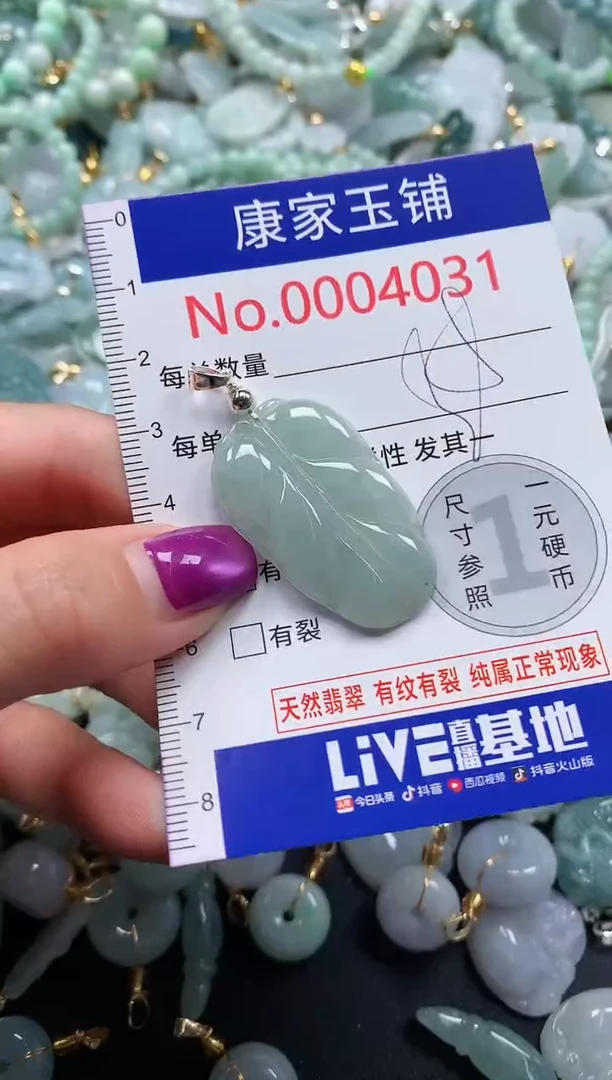 康家玉铺
No.0004031
0
1
2
3
4
6
7
8
每单数量
每单
性 发其一
有
有裂
一元硬币
尺寸参照
1
天然翡翠 有纹有裂 纯属正常现象
LiVE直播基地
今日头条 抖音 西瓜视频 抖音火山版